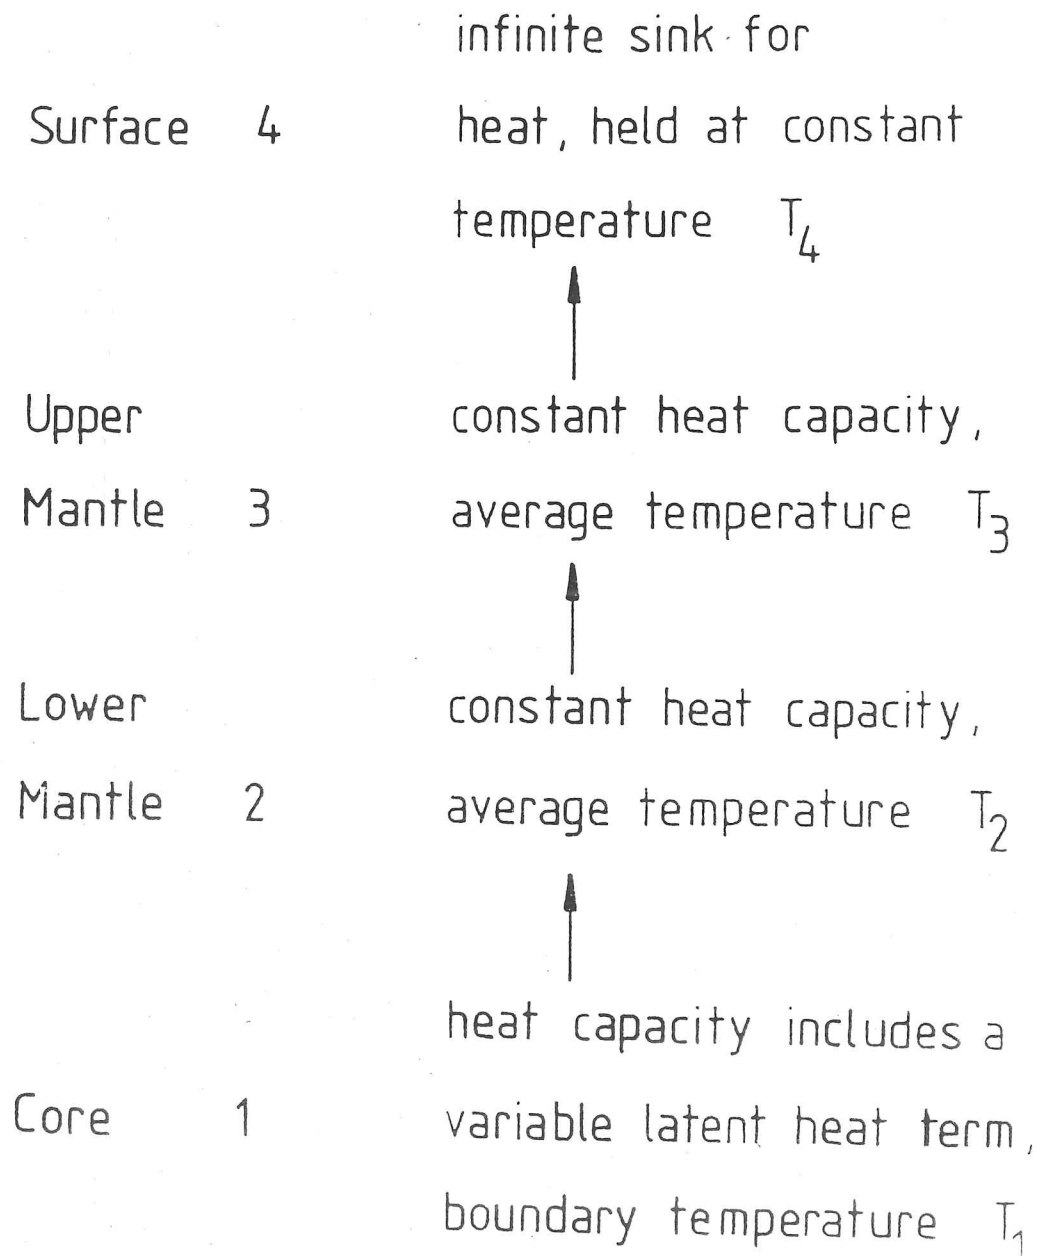 infinite sink for
Surface 4 heat, held at constant
temperature T₄
Upper constant heat capacity,
Mantle 3 average temperature T₃
Lower constant heat capacity,
Mantle 2 average temperature T₂
heat capacity includes a
Core 1 variable latent heat term,
boundary temperature T₁